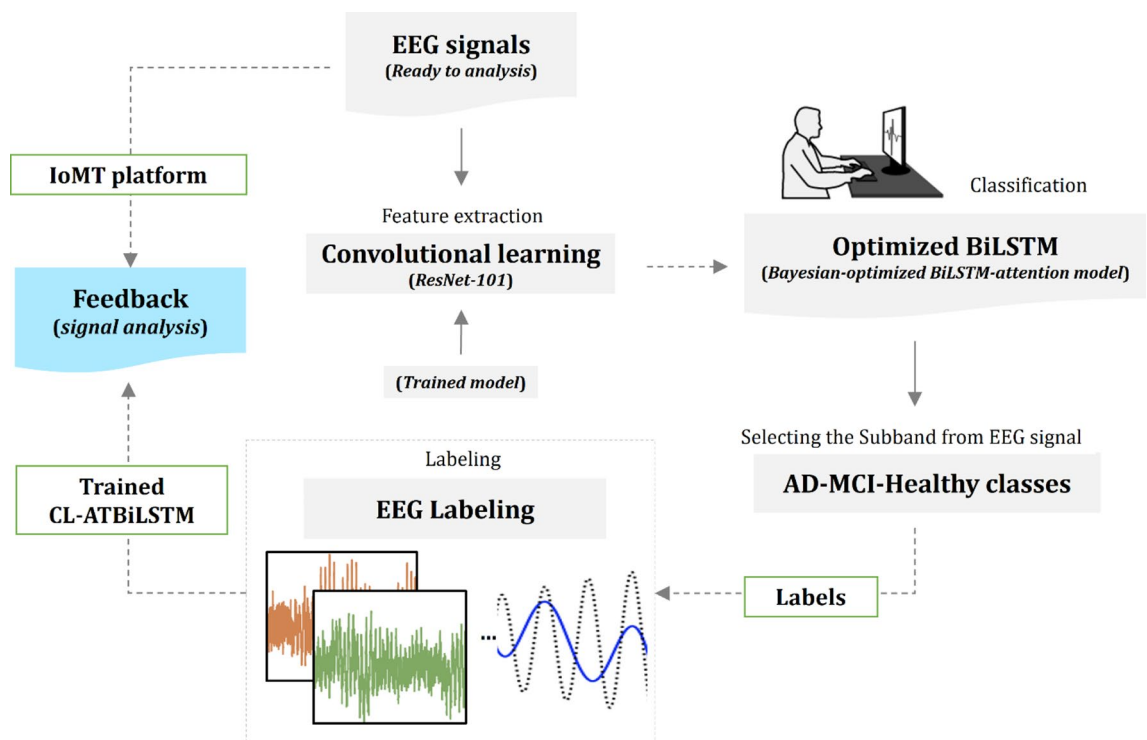 EEG signals
(Ready to analysis)
IoMT platform
Feature extraction
Convolutional learning
(ResNet-101)
Classification
Optimized BiLSTM
(Bayesian-optimized BiLSTM-attention model)
Feedback
(signal analysis)
(Trained model)
Selecting the Subband from EEG signal
AD-MCI-Healthy classes
Labeling
EEG Labeling
Trained
CL-ATBiLSTM
...
Labels